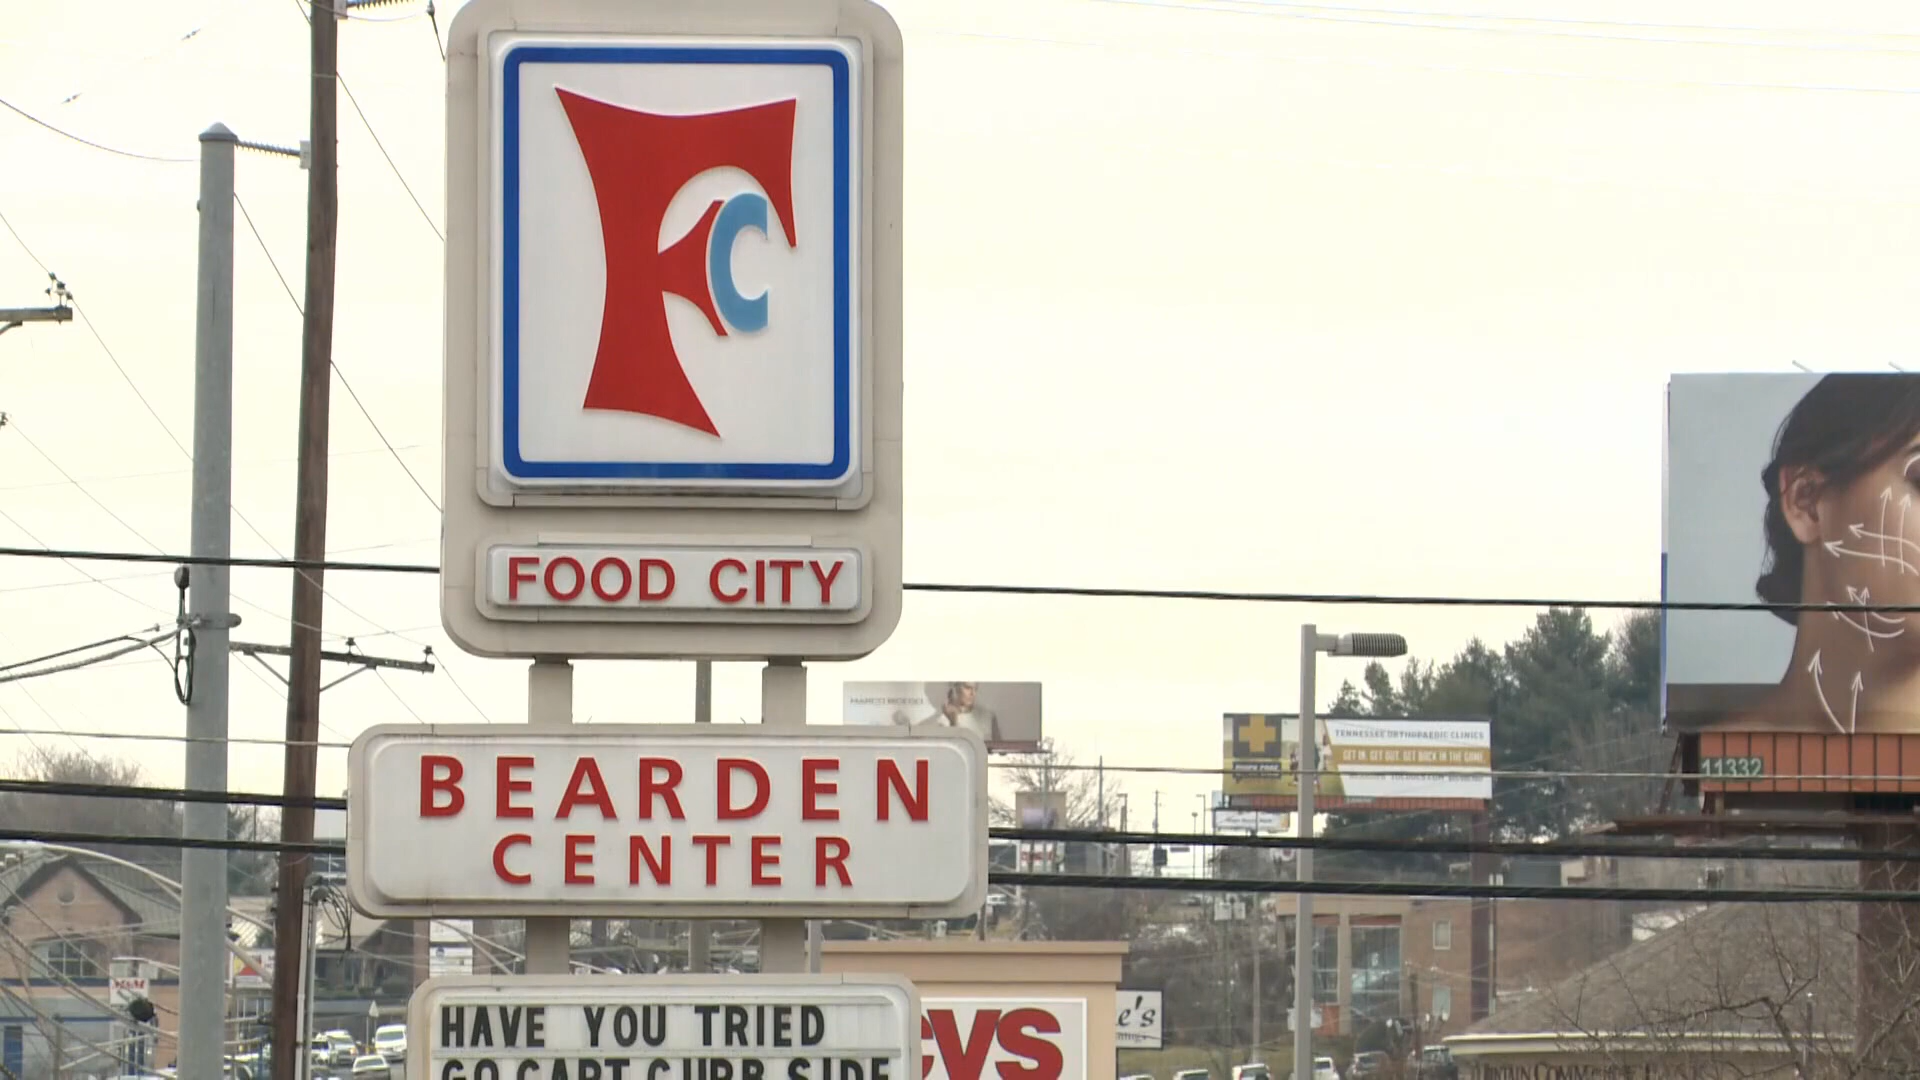 FC
FOOD CITY
BEARDEN
CENTER
HAVE YOU TRIED
GO CART CURB SIDE
CVS
TENNESSEE ORTHOPAEDIC CLINICS
GET IN. GET OUT. GET BACK IN THE GAME
11332
e's